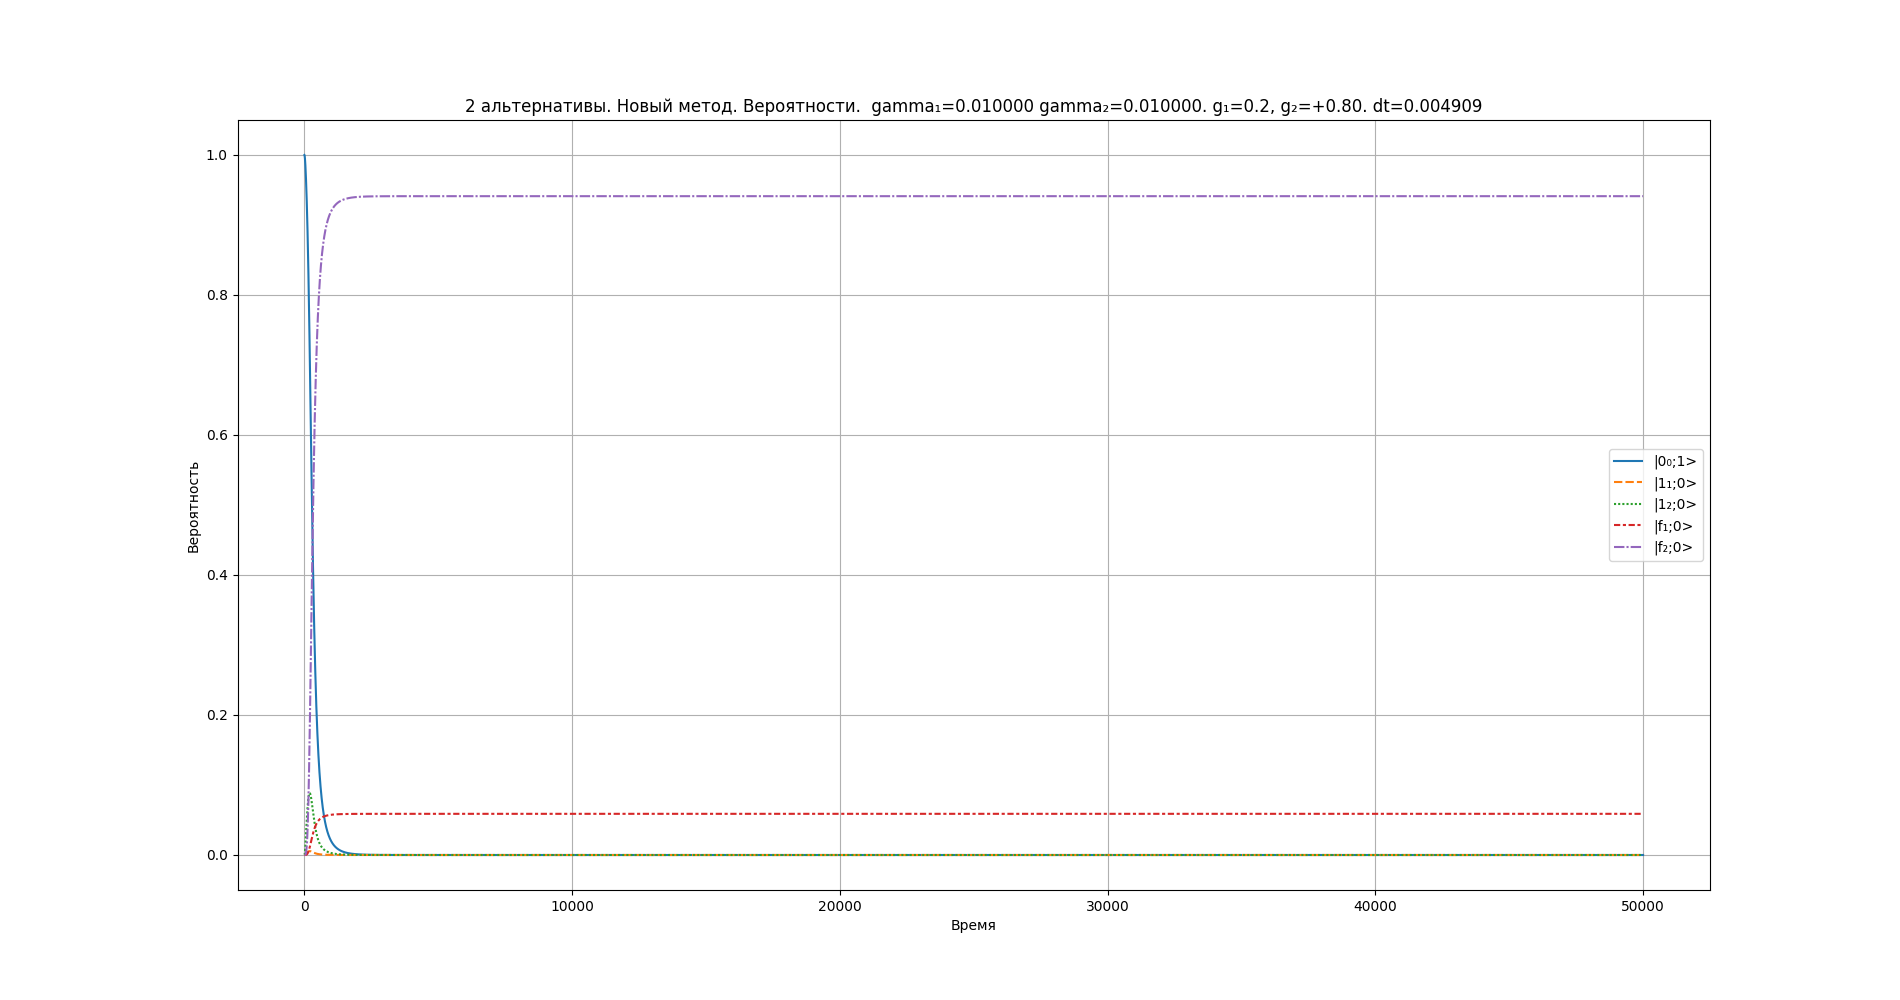 2 альтернативы. Новый метод. Вероятности.  gamma₁=0.010000 gamma₂=0.010000. g₁=0.2, g₂=+0.80. dt=0.004909
1.0
0.8
0.6
0.4
0.2
0.0
Вероятность
|0₀;1>
|1₁;0>
|1₂;0>
|f₁;0>
|f₂;0>
0 10000 20000 30000 40000 50000
Время